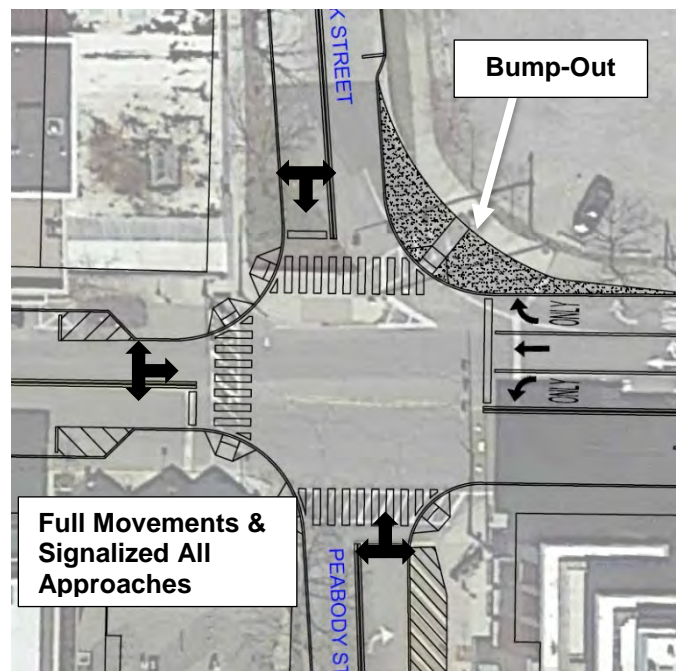 K STREET
Bump-Out
ONLY
ONLY
Full Movements &
Signalized All
Approaches
PEABODY ST